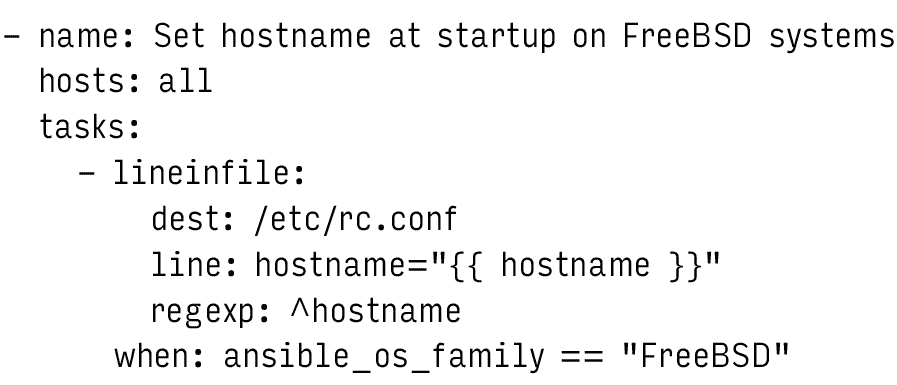 - name: Set hostname at startup on FreeBSD systems
  hosts: all
  tasks:
    - lineinfile:
        dest: /etc/rc.conf
        line: hostname="{{ hostname }}"
        regexp: ^hostname
      when: ansible_os_family == "FreeBSD"